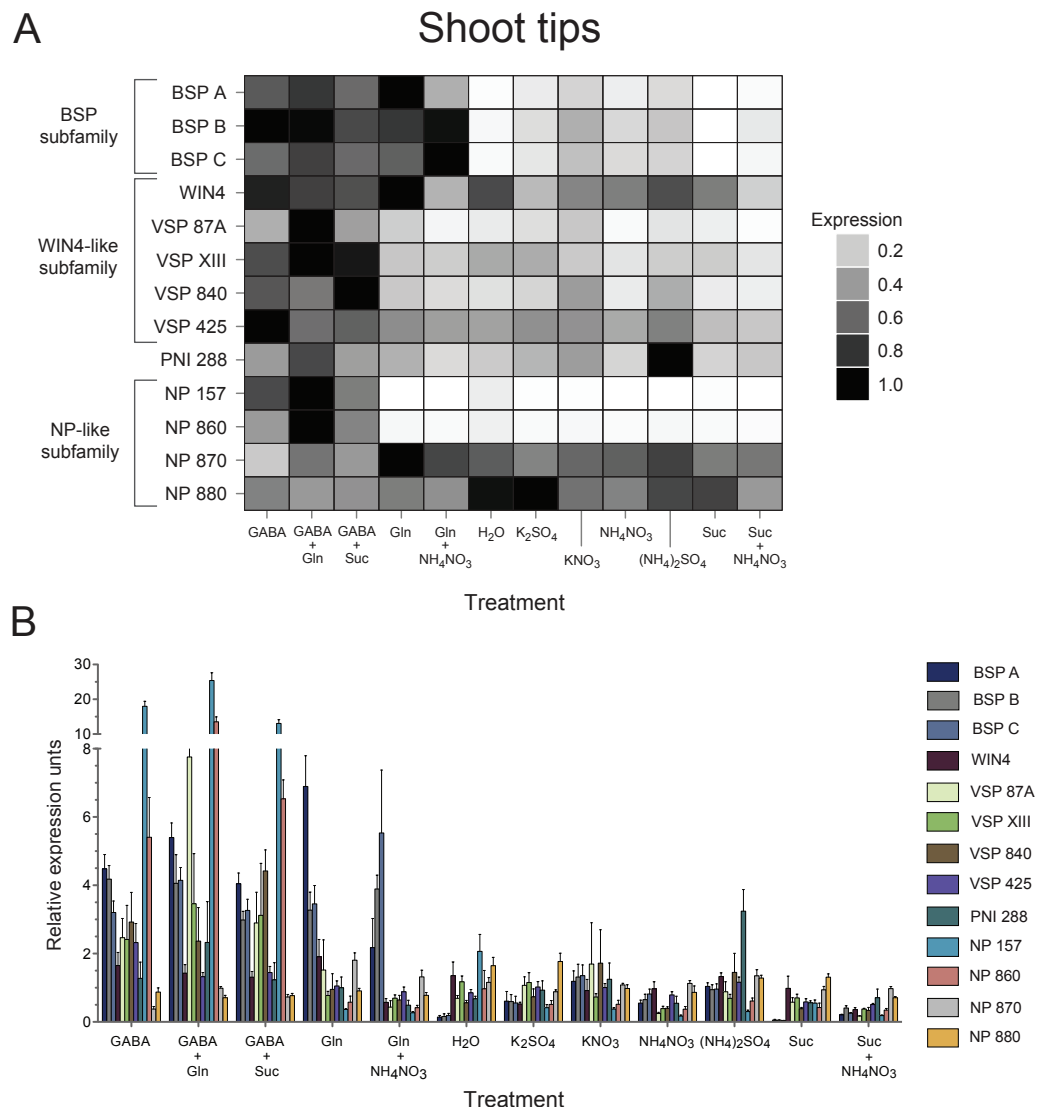 A
Shoot tips
BSP
subfamily
WIN4-like
subfamily
NP-like
subfamily
BSP A
BSP B
BSP C
WIN4
VSP 87A
VSP XIII
VSP 840
VSP 425
PNI 288
NP 157
NP 860
NP 870
NP 880
Expression
0.2
0.4
0.6
0.8
1.0
GABA
GABA
+
Gln
GABA
+
Suc
Gln
Gln
+
NH4NO3
H2O
K2SO4
KNO3
NH4NO3
(NH4)2SO4
Suc
Suc
+
NH4NO3
Treatment
B
Relative expression unts
30
20
10
8
6
4
2
0
GABA
GABA
+
Gln
GABA
+
Suc
Gln
Gln
+
NH4NO3
H2O
K2SO4
KNO3
NH4NO3
(NH4)2SO4
Suc
Suc
+
NH4NO3
Treatment
BSP A
BSP B
BSP C
WIN4
VSP 87A
VSP XIII
VSP 840
VSP 425
PNI 288
NP 157
NP 860
NP 870
NP 880